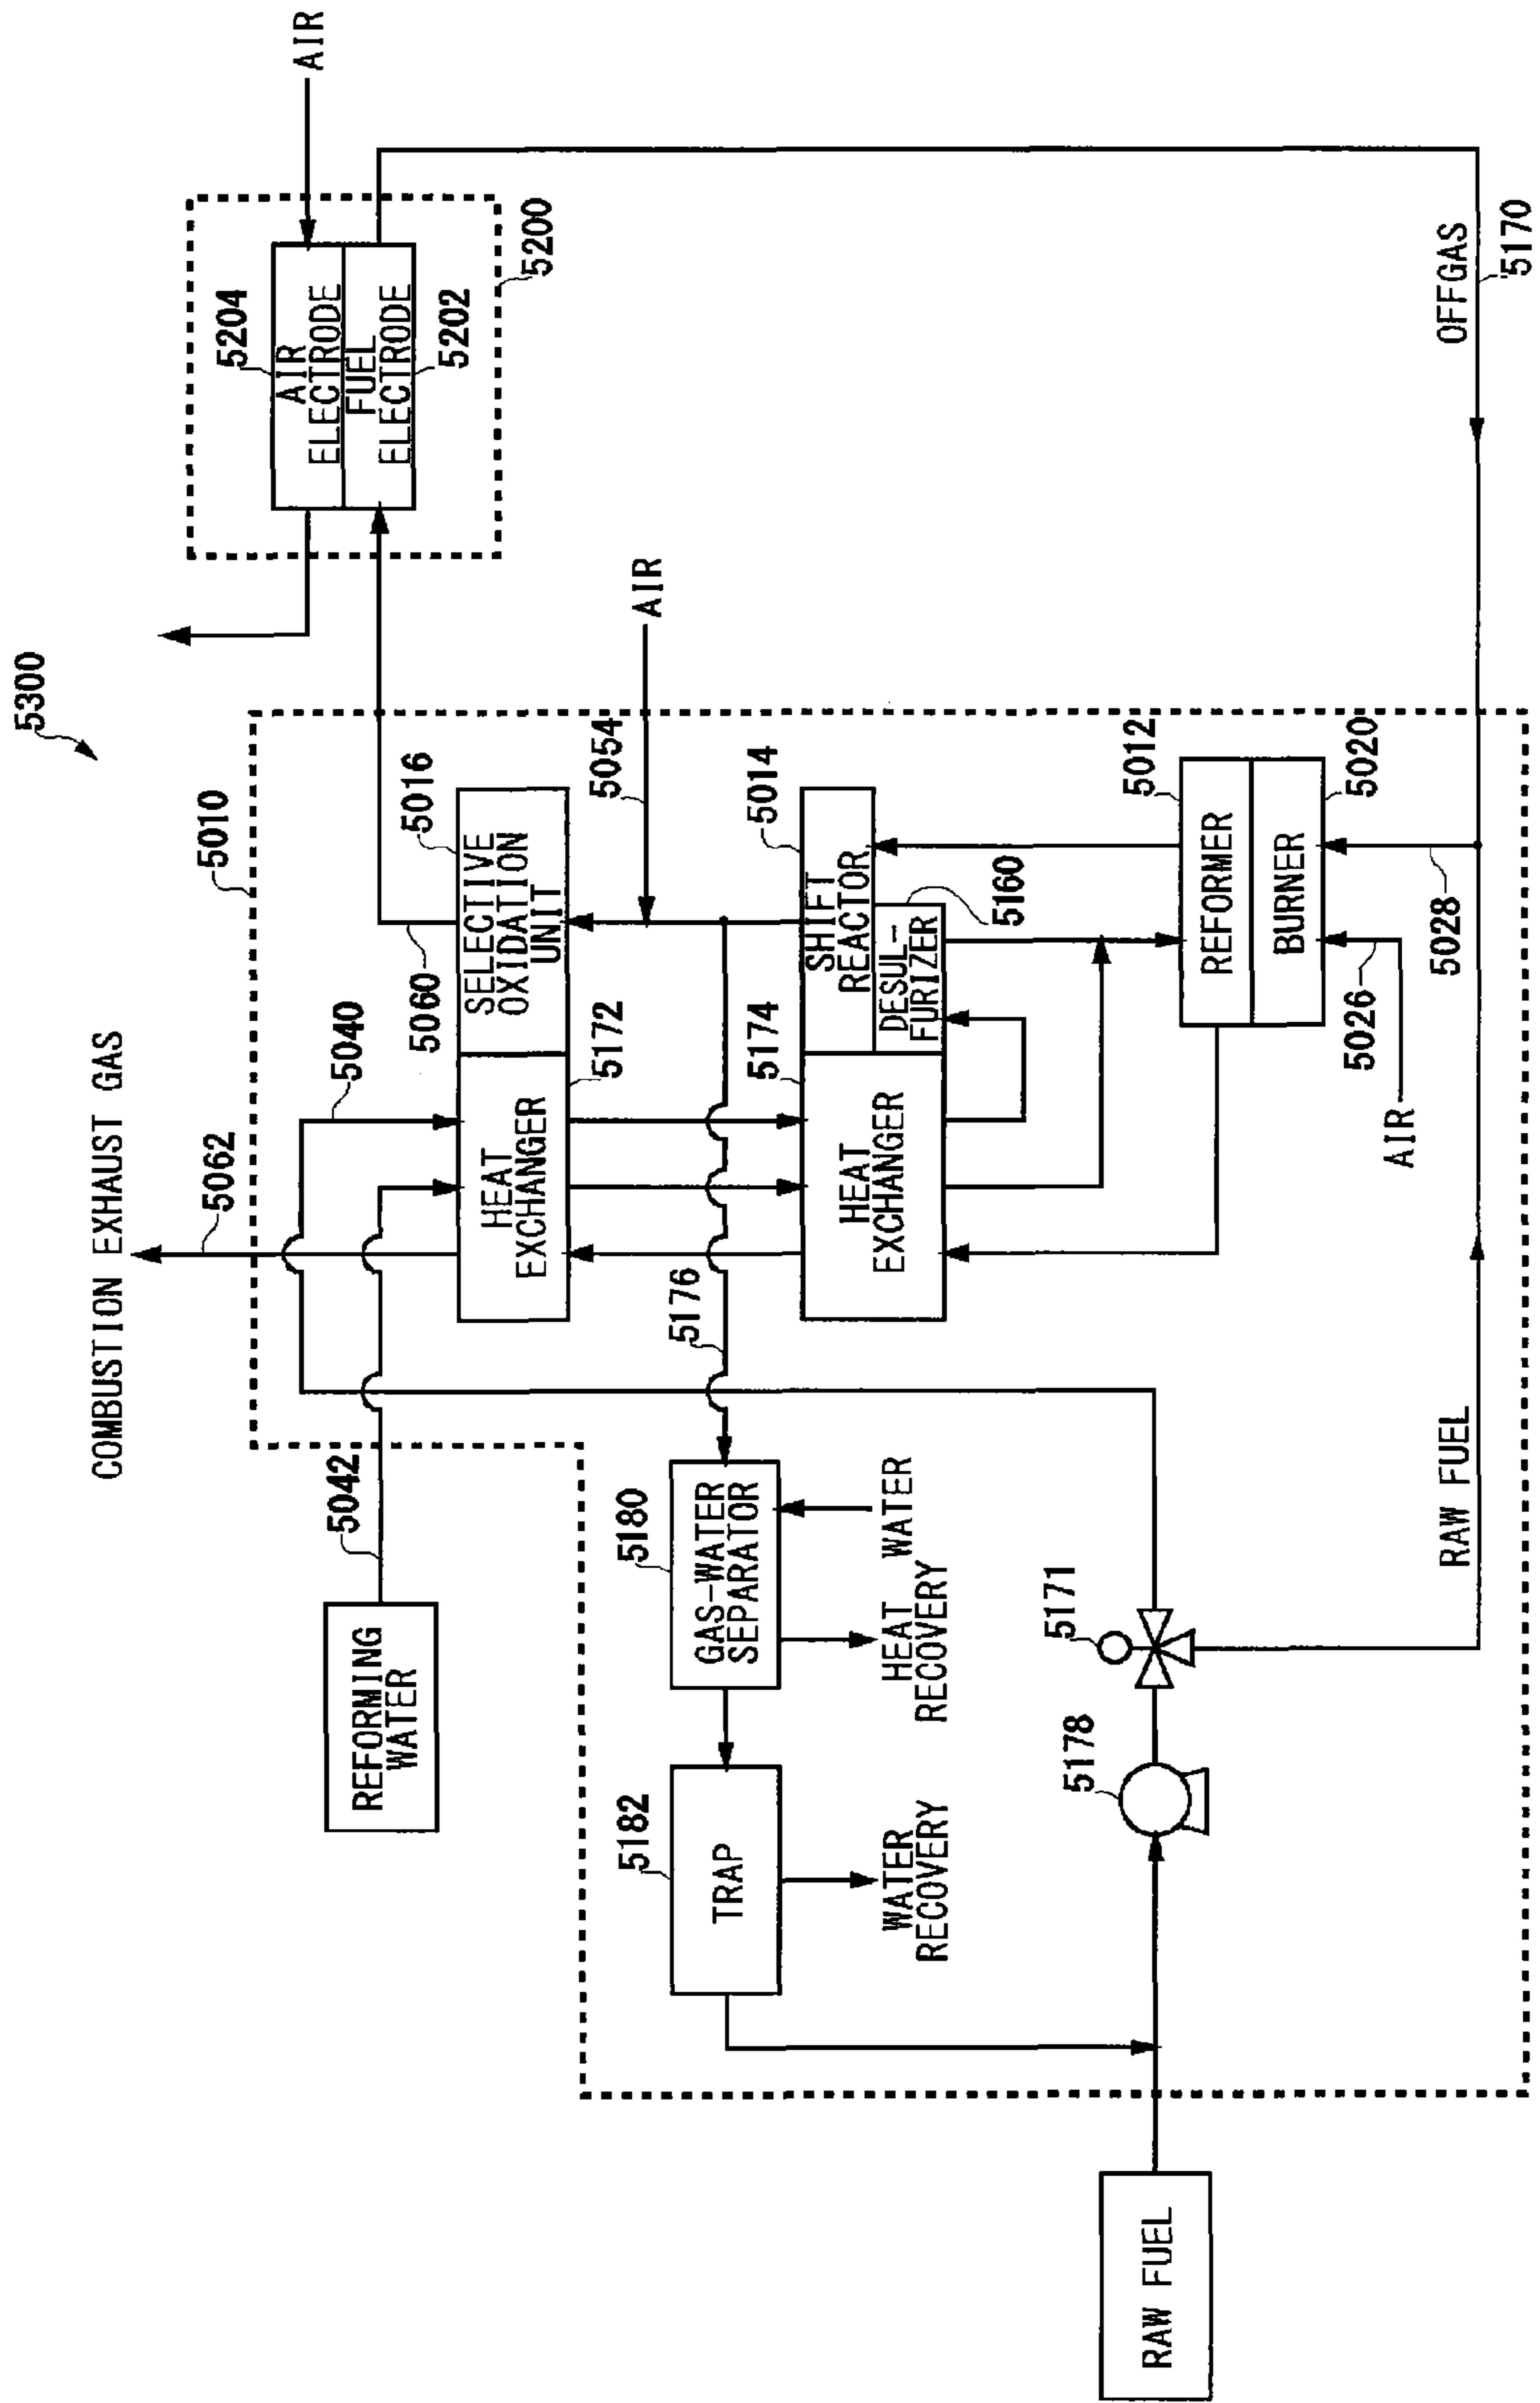 5300
COMBUSTION EXHAUST GAS
5062
5010
5040
5042
REFORMING
WATER
5060
5016
SELECTIVE
OXIDATION
UNIT
HEAT
EXCHANGER
5172
5054
AIR
5204
AIR
ELECTRODE
FUEL
ELECTRODE
5202
5200
AIR
5176
5174
HEAT
EXCHANGER
5014
SHIFT
REACTOR
DESUL-
FURIZER
5160
5180
GAS-WATER
SEPARATOR
HEAT WATER
RECOVERY
5182
TRAP
WATER
RECOVERY
5012
REFORMER
BURNER
5020
5026
AIR
5028
5171
5178
RAW FUEL
RAW FUEL
OFFGAS
5170